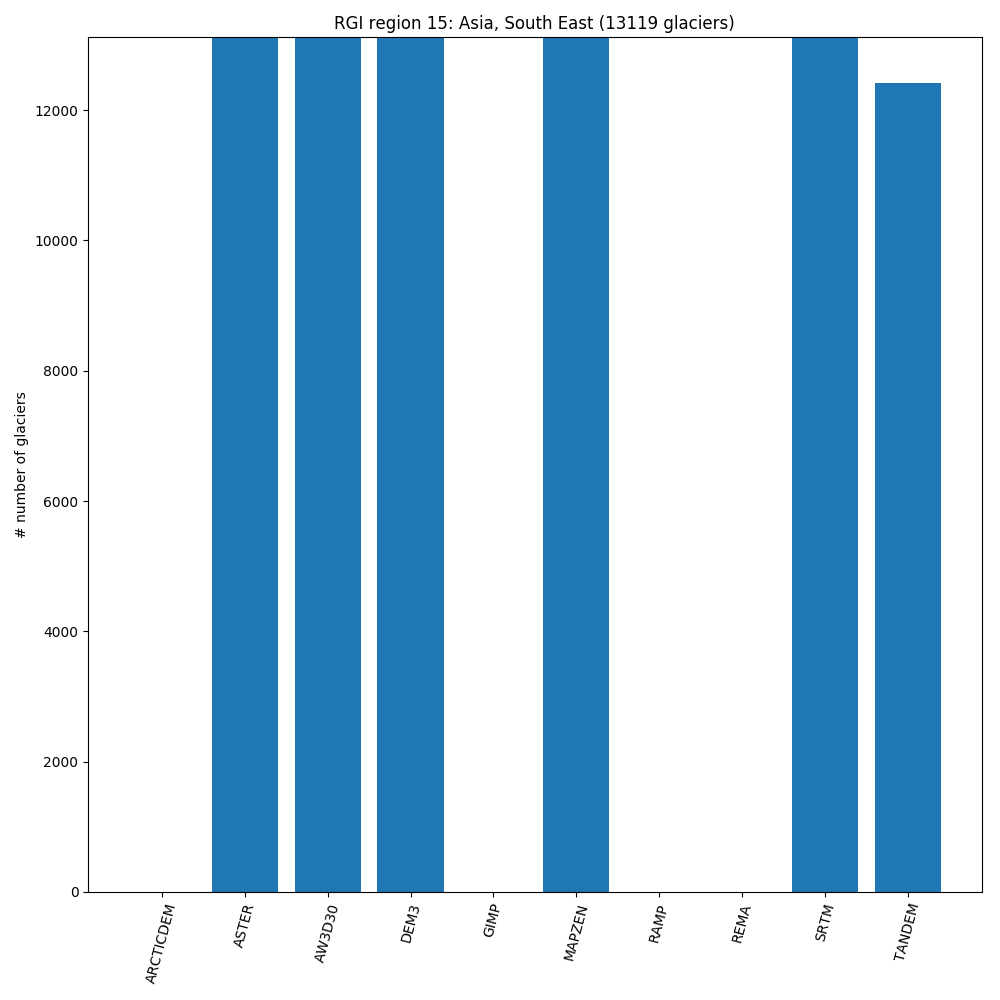 RGI region 15: Asia, South East (13119 glaciers)
# number of glaciers
12000
10000
8000
6000
4000
2000
0
ARCTICDEM
ASTER
AW3D30
DEM3
GIMP
MAPZEN
RAMP
REMA
SRTM
TANDEM